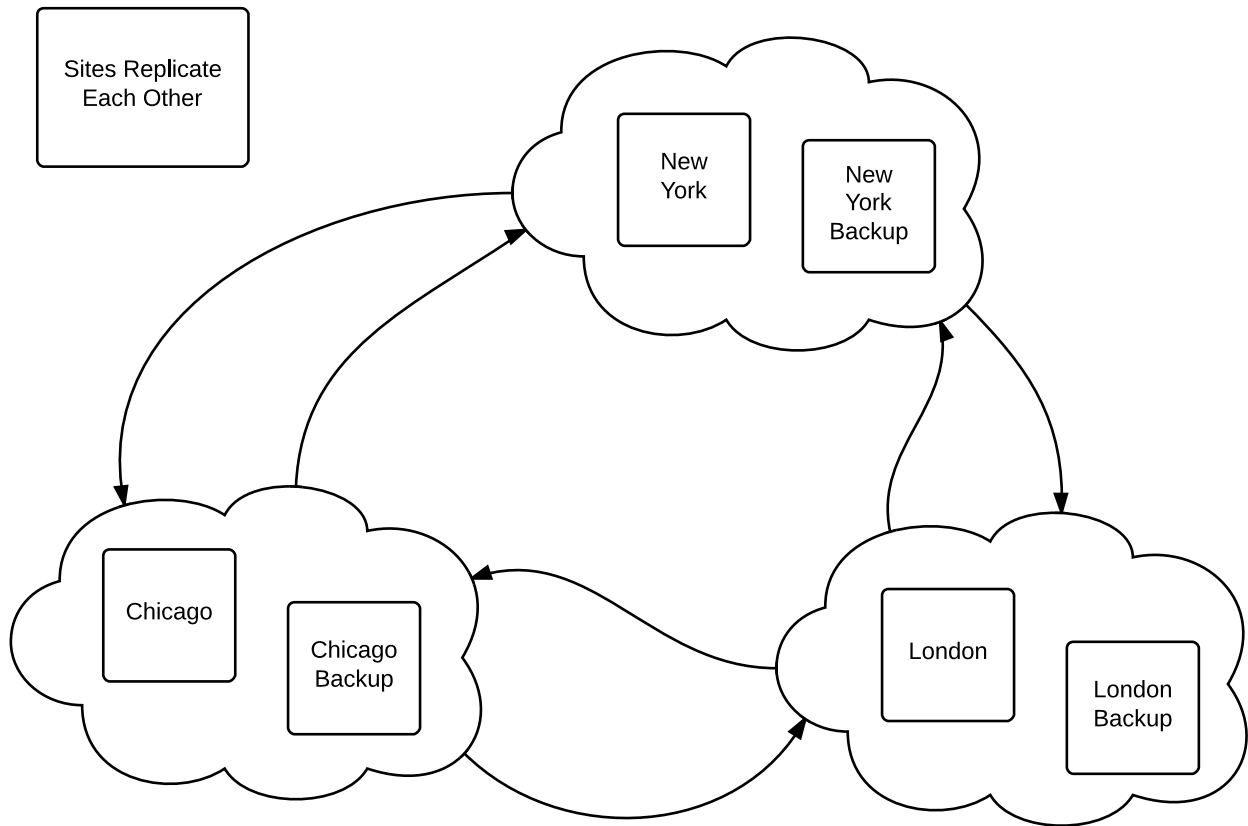 Sites Replicate
Each Other
New
York
New
York
Backup
Chicago
Chicago
Backup
London
London
Backup